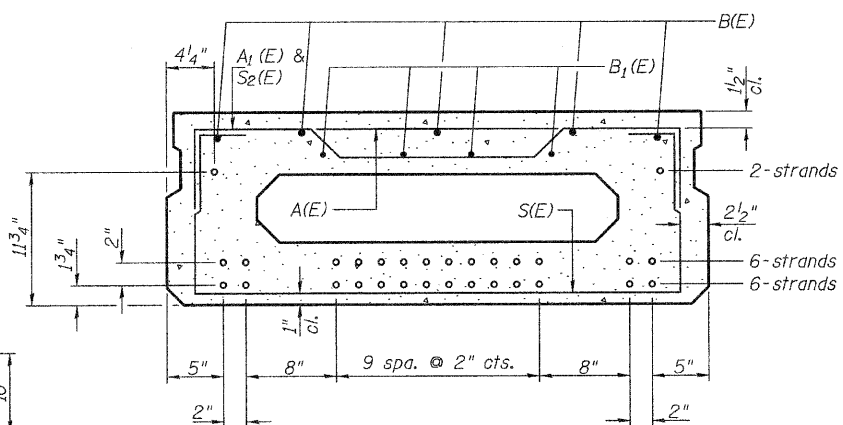 B(E)
4¼"
A₁(E) &
S₂(E)
B₁(E)
1½"
cl.
2-strands
A(E)
S(E)
2½"
cl.
11¾"
2"
1¾"
6-strands
6-strands
1"
cl.
5"
8"
9 spa. @ 2" cts.
8"
5"
2"
2"